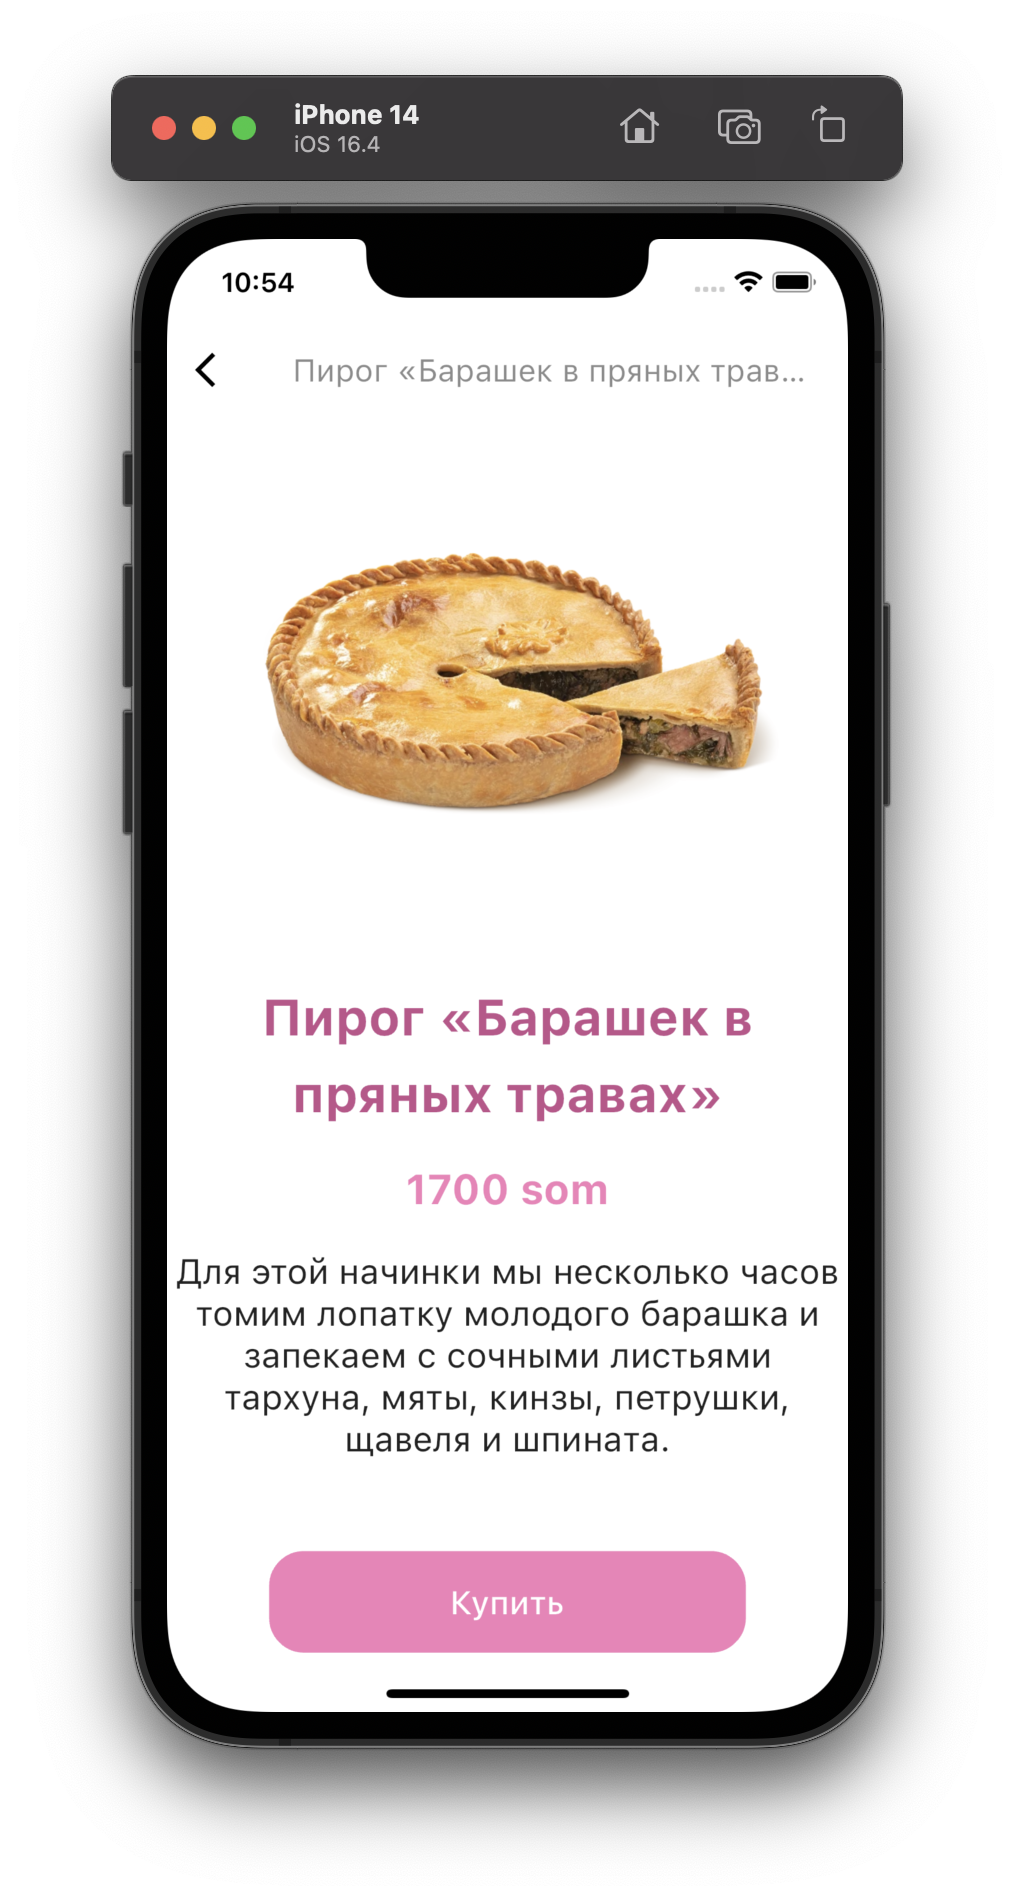 iPhone 14
iOS 16.4
10:54
Пирог «Барашек в пряных трав...
Пирог «Барашек в
пряных травах»
1700 som
Для этой начинки мы несколько часов
томим лопатку молодого барашка и
запекаем с сочными листьями
тархуна, мяты, кинзы, петрушки,
щавеля и шпината.
Купить